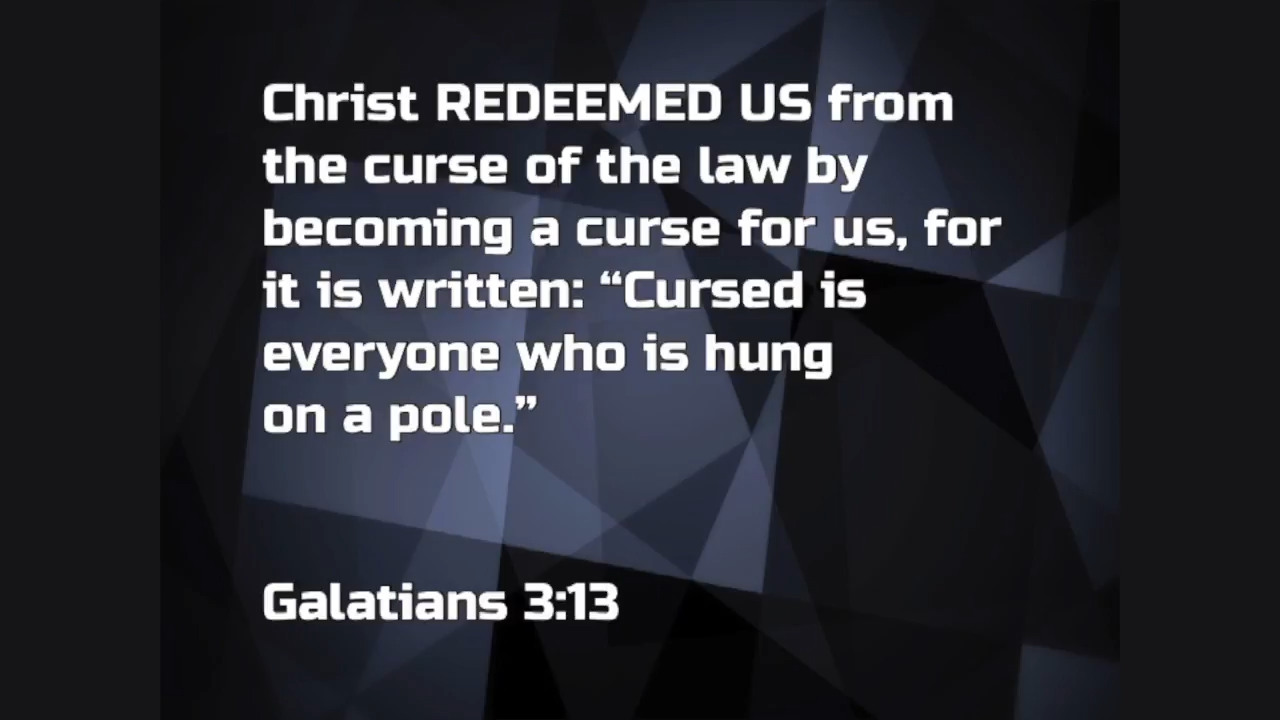 Christ REDEEMED US from
the curse of the law by
becoming a curse for us, for
it is written: “Cursed is
everyone who is hung
on a pole.”
Galatians 3:13